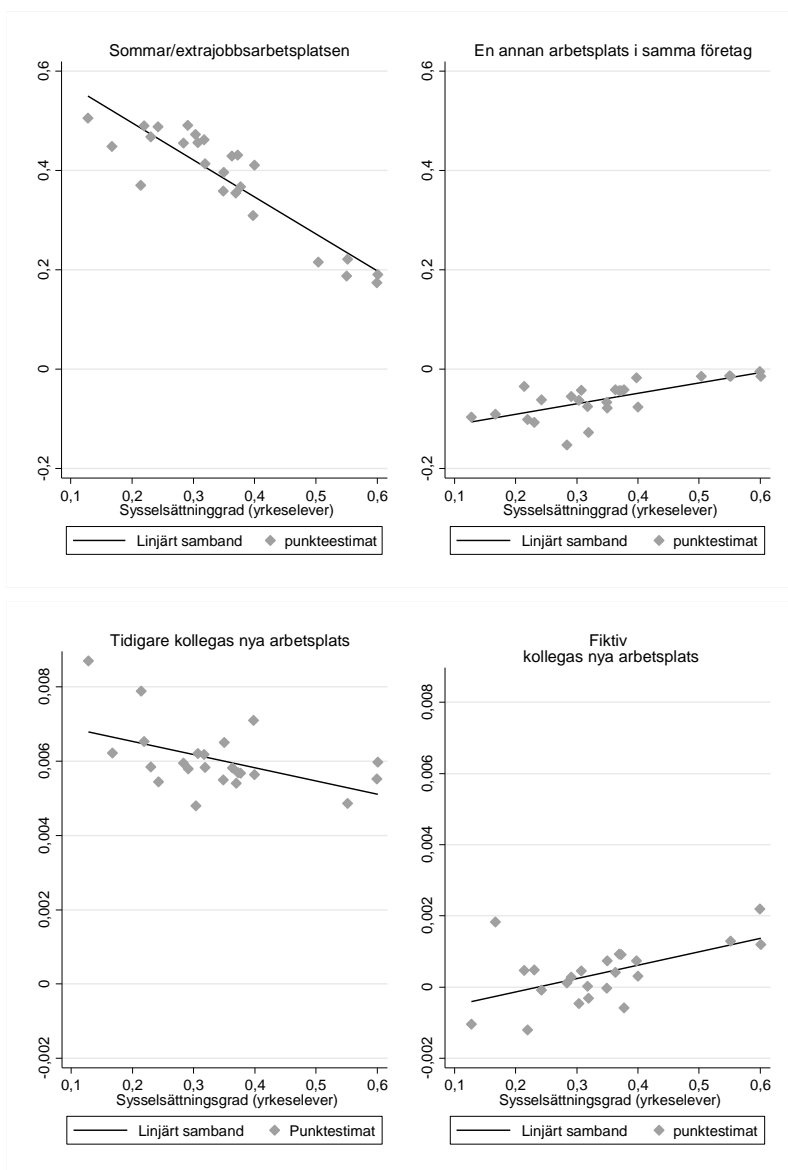 Sommar/extrajobbsarbetsplatsen
0,6
0,4
0,2
0
-0,2
0,1 0,2 0,3 0,4 0,5 0,6
Sysselsättninggrad (yrkeselever)
Linjärt samband punkteestimat
En annan arbetsplats i samma företag
0,6
0,4
0,2
0
-0,2
0,1 0,2 0,3 0,4 0,5 0,6
Sysselsättninggrad (yrkeselever)
Linjärt samband punktestimat
Tidigare kollegas nya arbetsplats
0,008
0,006
0,004
0,002
0
-0,002
0,1 0,2 0,3 0,4 0,5 0,6
Sysselsättningsgrad (yrkeselever)
Linjärt samband Punktestimat
Fiktiv
kollegas nya arbetsplats
0,008
0,006
0,004
0,002
0
-0,002
0,1 0,2 0,3 0,4 0,5 0,6
Sysselsättningsgrad (yrkeselever)
Linjärt samband punktestimat